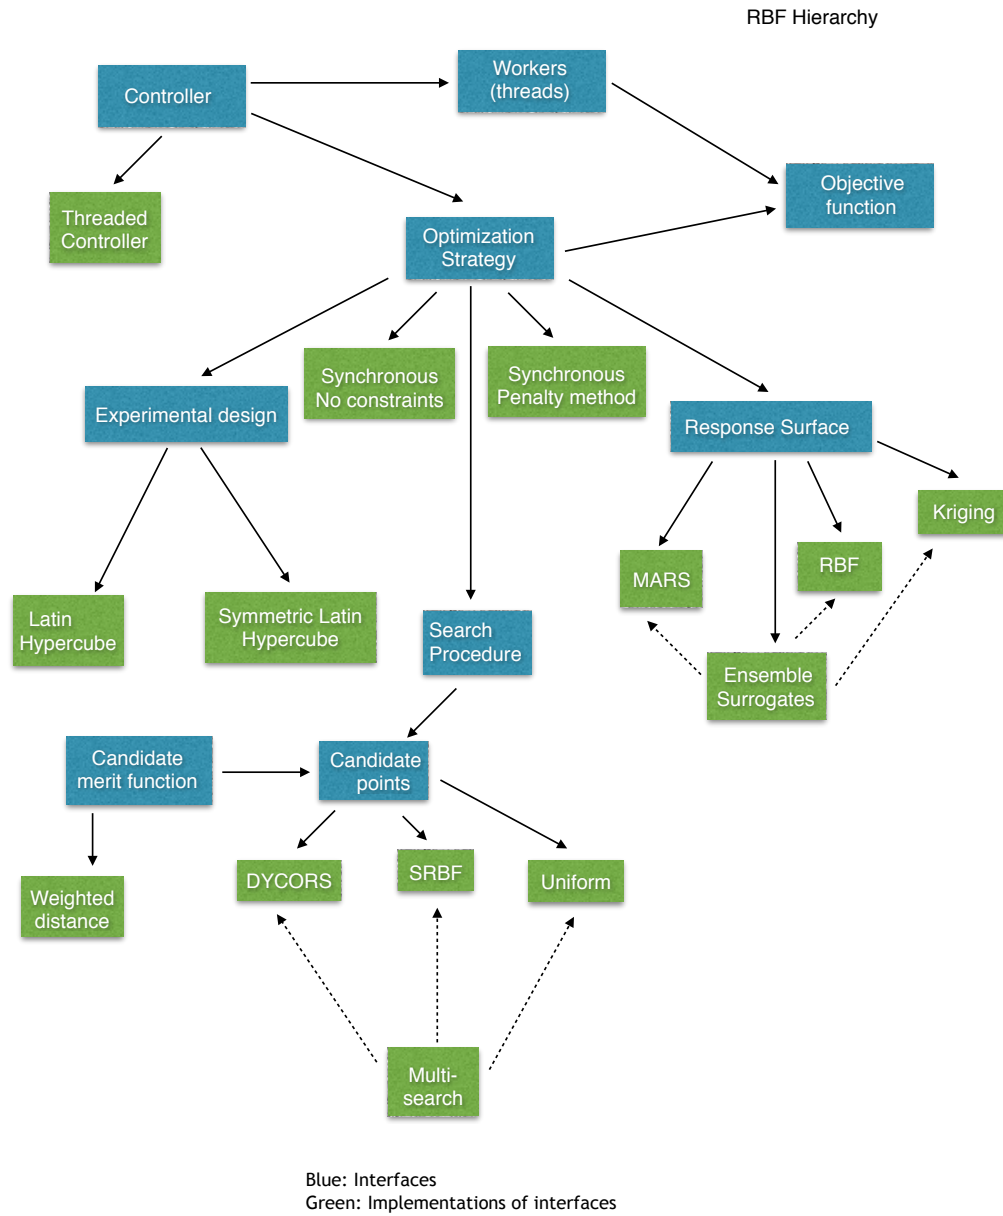 RBF Hierarchy
Controller
Workers
(threads)
Objective
function
Threaded
Controller
Optimization
Strategy
Synchronous
No constraints
Synchronous
Penalty method
Experimental design
Response Surface
Kriging
MARS
RBF
Latin
Hypercube
Symmetric Latin
Hypercube
Search
Procedure
Ensemble
Surrogates
Candidate
merit function
Candidate
points
DYCORS
SRBF
Uniform
Weighted
distance
Multi-
search
Blue: Interfaces
Green: Implementations of interfaces